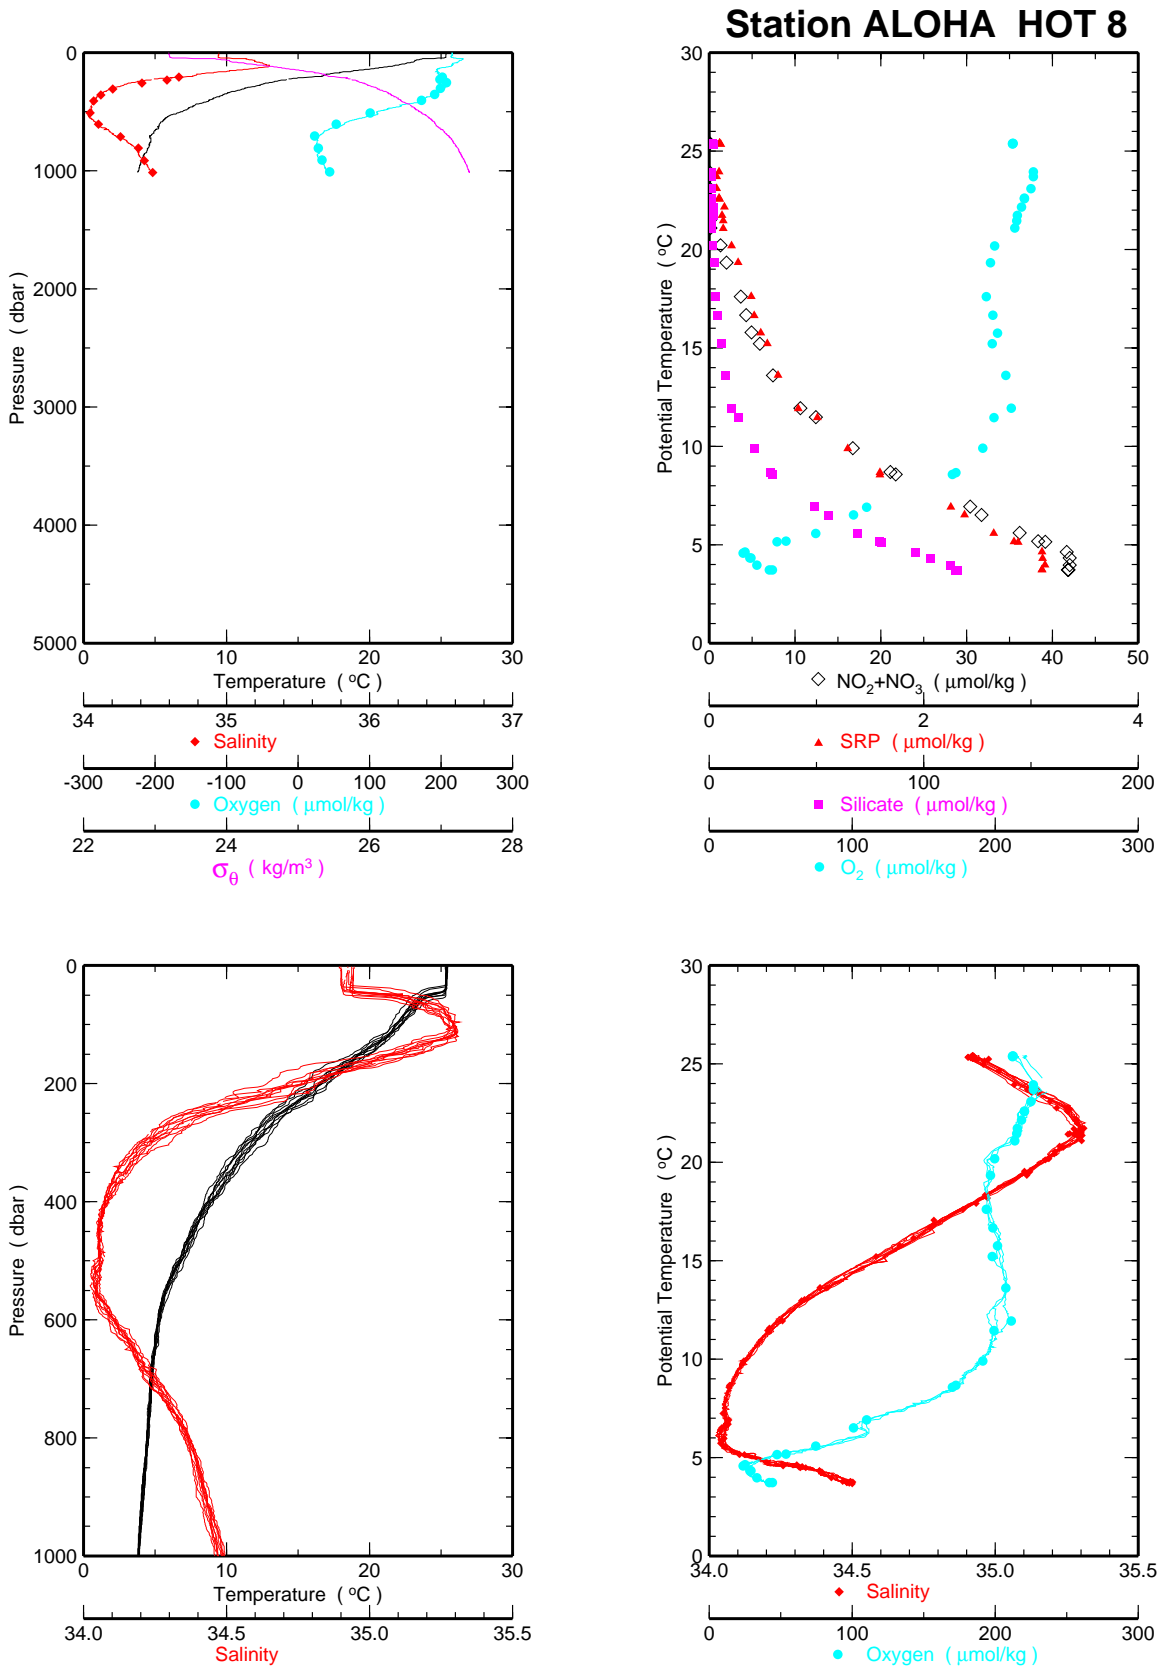 Station ALOHA HOT 8
0
1000
2000
3000
4000
5000
Pressure ( dbar )
0 10 20 30
Temperature ( °C )
34 35 36 37
Salinity
-300 -200 -100 0 100 200 300
Oxygen ( μmol/kg )
22 24 26 28
σθ ( kg/m³ )
30
25
20
15
10
5
0
Potential Temperature ( °C )
0 10 20 30 40 50
NO₂+NO₃ ( μmol/kg )
0 2 4
SRP ( μmol/kg )
0 100 200
Silicate ( μmol/kg )
0 100 200 300
O₂ ( μmol/kg )
0
200
400
600
800
1000
Pressure ( dbar )
0 10 20 30
Temperature ( °C )
34.0 34.5 35.0 35.5
Salinity
30
25
20
15
10
5
0
Potential Temperature ( °C )
34.0 34.5 35.0 35.5
Salinity
0 100 200 300
Oxygen ( μmol/kg )